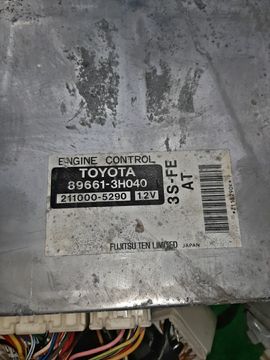 ENGINE CONTROL
TOYOTA
89661-3H040
211000-5290 12V
3S-FE
AT
FUJITSU TEN LIMITED JAPAN